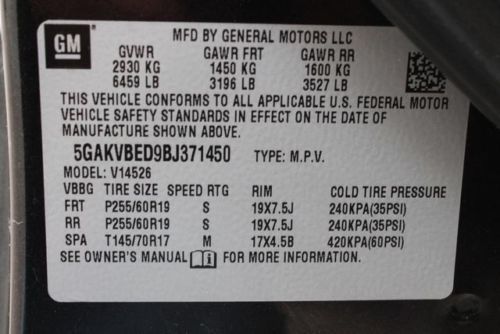 GM
MFD BY GENERAL MOTORS LLC
GVWR GAWR FRT GAWR RR
2930 KG 1450 KG 1600 KG
6459 LB 3196 LB 3527 LB
THIS VEHICLE CONFORMS TO ALL APPLICABLE U.S. FEDERAL MOTOR
VEHICLE SAFETY STANDARDS IN EFFECT ON THE DATE OF
MANUFACTURE SHOWN ABOVE.
5GAKVBED9BJ371450 TYPE: M.P.V.
MODEL: V14526
VBBG TIRE SIZE SPEED RTG RIM COLD TIRE PRESSURE
FRT P255/60R19 S 19X7.5J 240KPA(35PSI)
RR P255/60R19 S 19X7.5J 240KPA(35PSI)
SPA T145/70R17 M 17X4.5B 420KPA(60PSI)
SEE OWNER'S MANUAL FOR MORE INFORMATION.